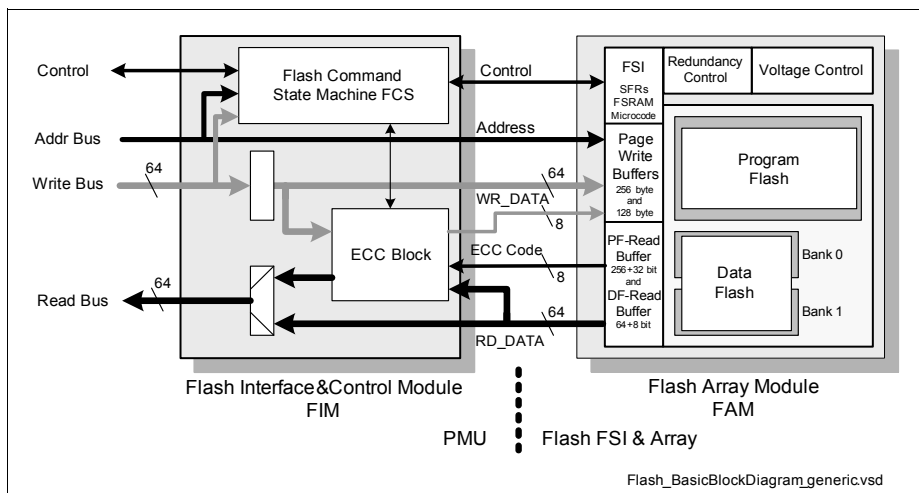 Control
Addr Bus
Write Bus
64
Read Bus
64
Flash Command
State Machine FCS
ECC Block
Flash Interface&Control Module
FIM
Control
Address
64
WR_DATA
8
ECC Code
8
64
RD_DATA
FSI
SFRs
FSRAM
Microcode
Page
Write
Buffers
256 byte
and
128 byte
PF-Read
Buffer
256+32 bit
and
DF-Read
Buffer
64+8 bit
Redundancy
Control
Voltage Control
Program
Flash
Data
Flash
Bank 0
Bank 1
Flash Array Module
FAM
PMU
Flash FSI & Array
Flash_BasicBlockDiagram_generic.vsd